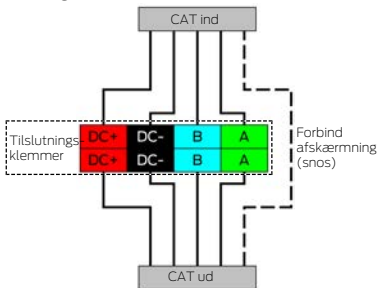 CAT ind
Tilslutnings-
klemmer
DC+ DC- B A
DC+ DC- B A
Forbind
afskærmning
(snos)
CAT ud